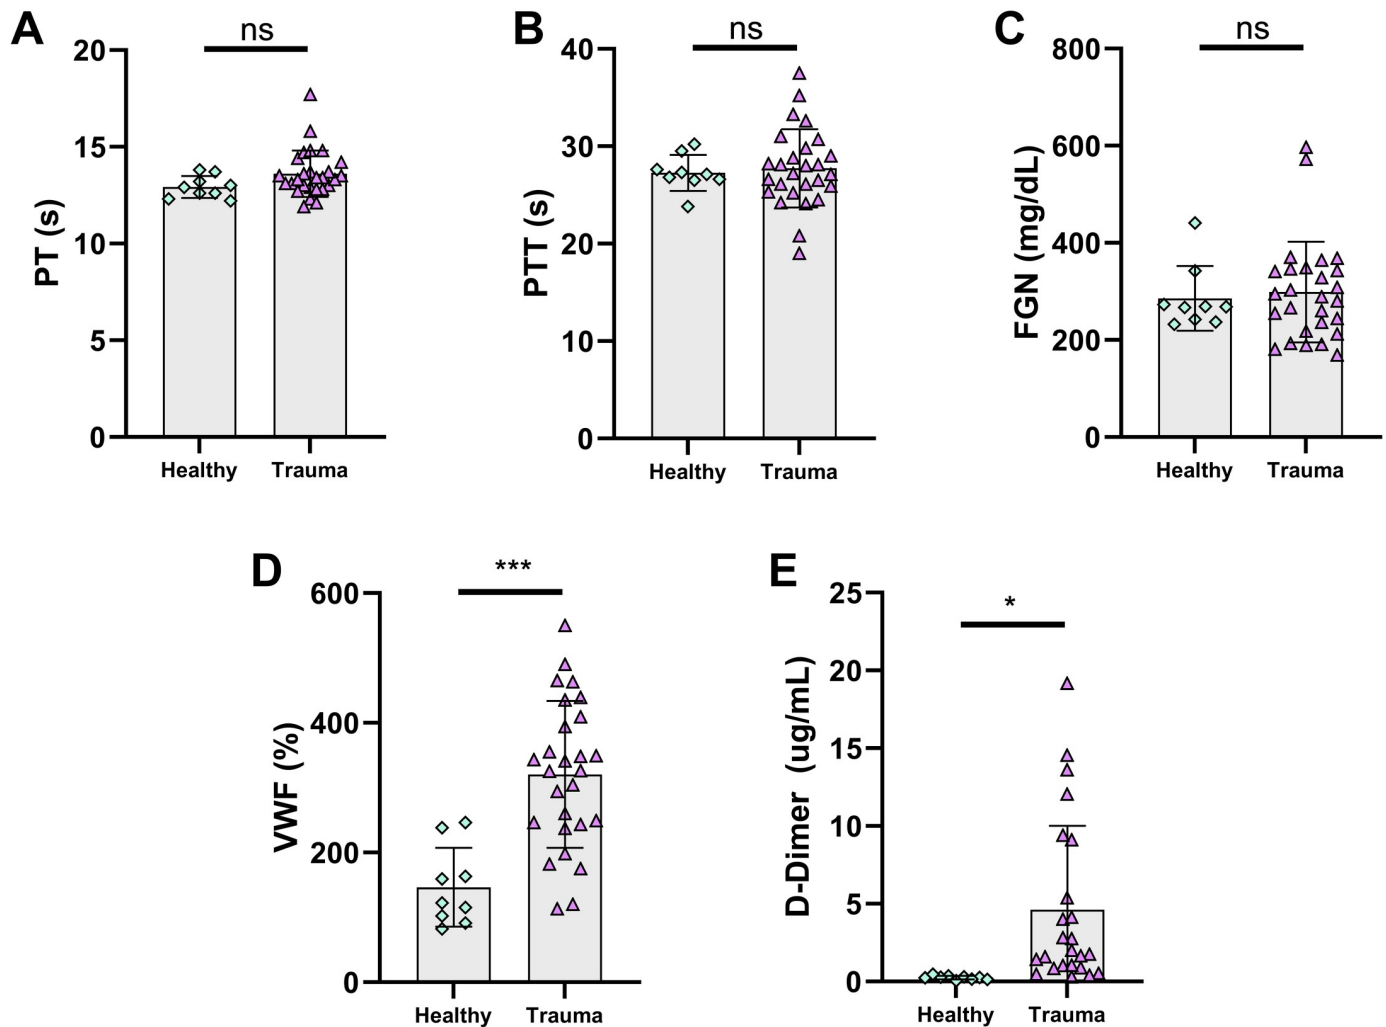 A
ns
PT (s)
20
15
10
5
0
Healthy
Trauma
B
ns
PTT (s)
40
30
20
10
0
Healthy
Trauma
C
ns
FGN (mg/dL)
800
600
400
200
0
Healthy
Trauma
D
***
VWF (%)
600
400
200
0
Healthy
Trauma
E
*
D-Dimer (ug/mL)
25
20
15
10
5
0
Healthy
Trauma